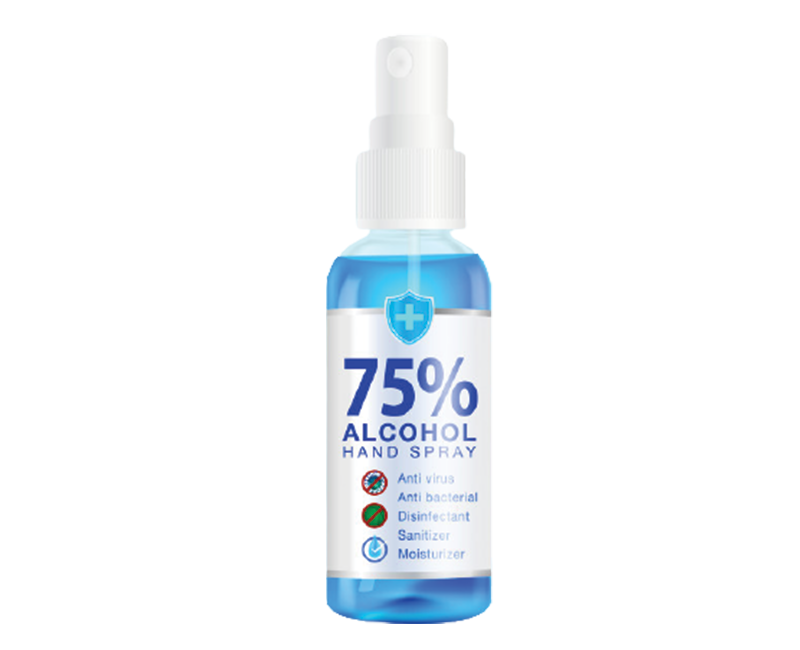 75%
ALCOHOL
HAND SPRAY
Anti virus
Anti bacterial
Disinfectant
Sanitizer
Moisturizer